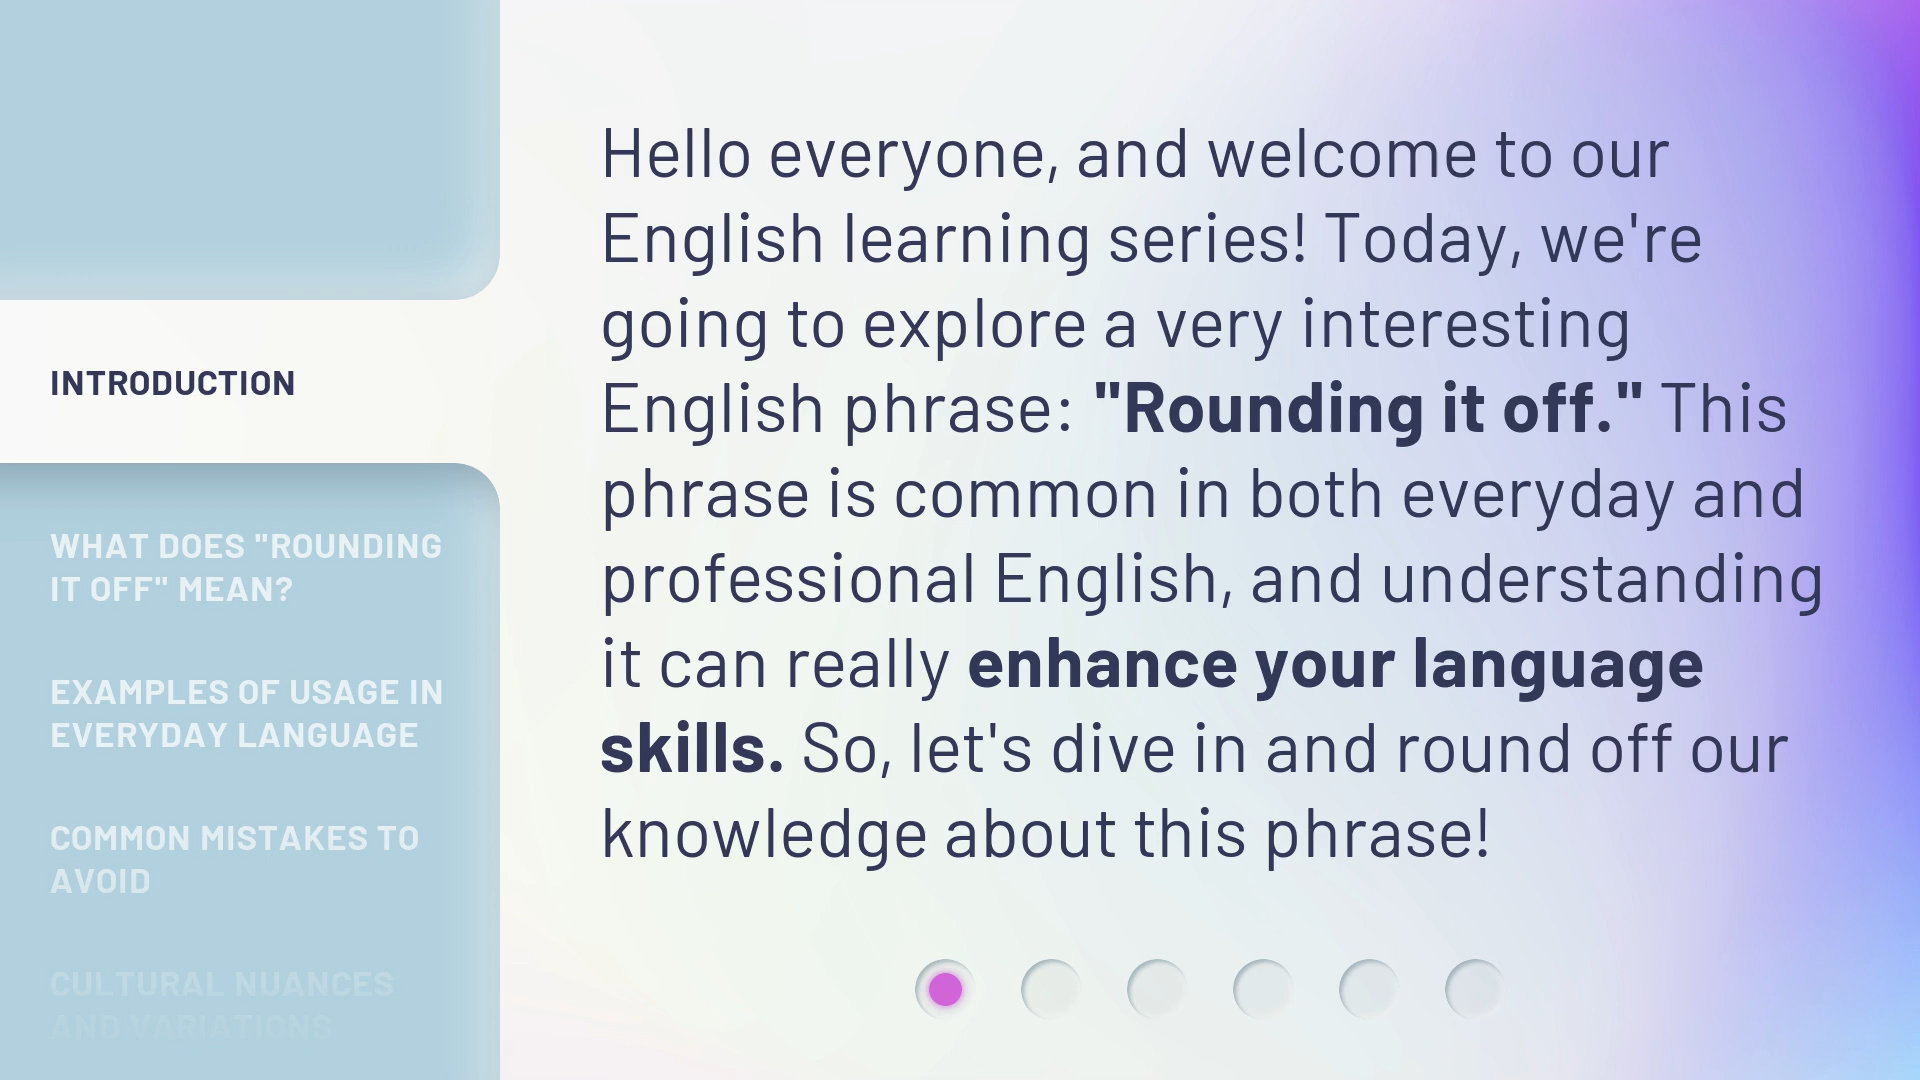 INTRODUCTION
WHAT DOES "ROUNDING
IT OFF" MEAN?
EXAMPLES OF USAGE IN
EVERYDAY LANGUAGE
COMMON MISTAKES TO
AVOID
CULTURAL NUANCES
AND VARIATIONS
Hello everyone, and welcome to our
English learning series! Today, we're
going to explore a very interesting
English phrase: "Rounding it off." This
phrase is common in both everyday and
professional English, and understanding
it can really enhance your language
skills. So, let's dive in and round off our
knowledge about this phrase!